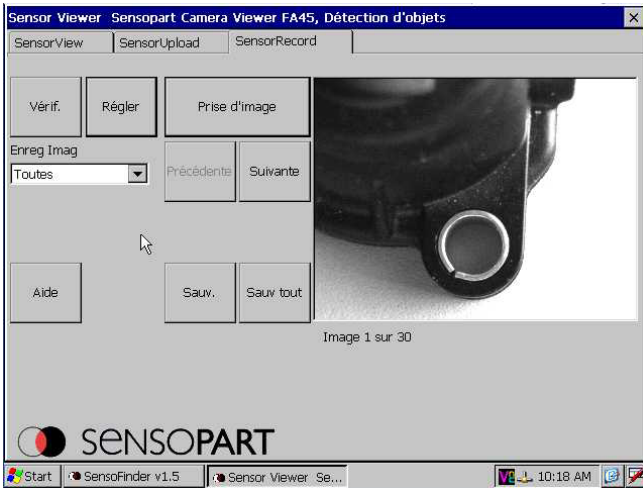 Sensor Viewer Sensopart Camera Viewer FA45, Détection d'objets
SensorView SensorUpload SensorRecord
Vérif. Régler Prise d'image
Enreg Imag
Toutes Précédente Suivante
Aide Sauv. Sauv tout
Image 1 sur 30
SENSOPART
Start SensoFinder v1.5 Sensor Viewer Se... 10:18 AM